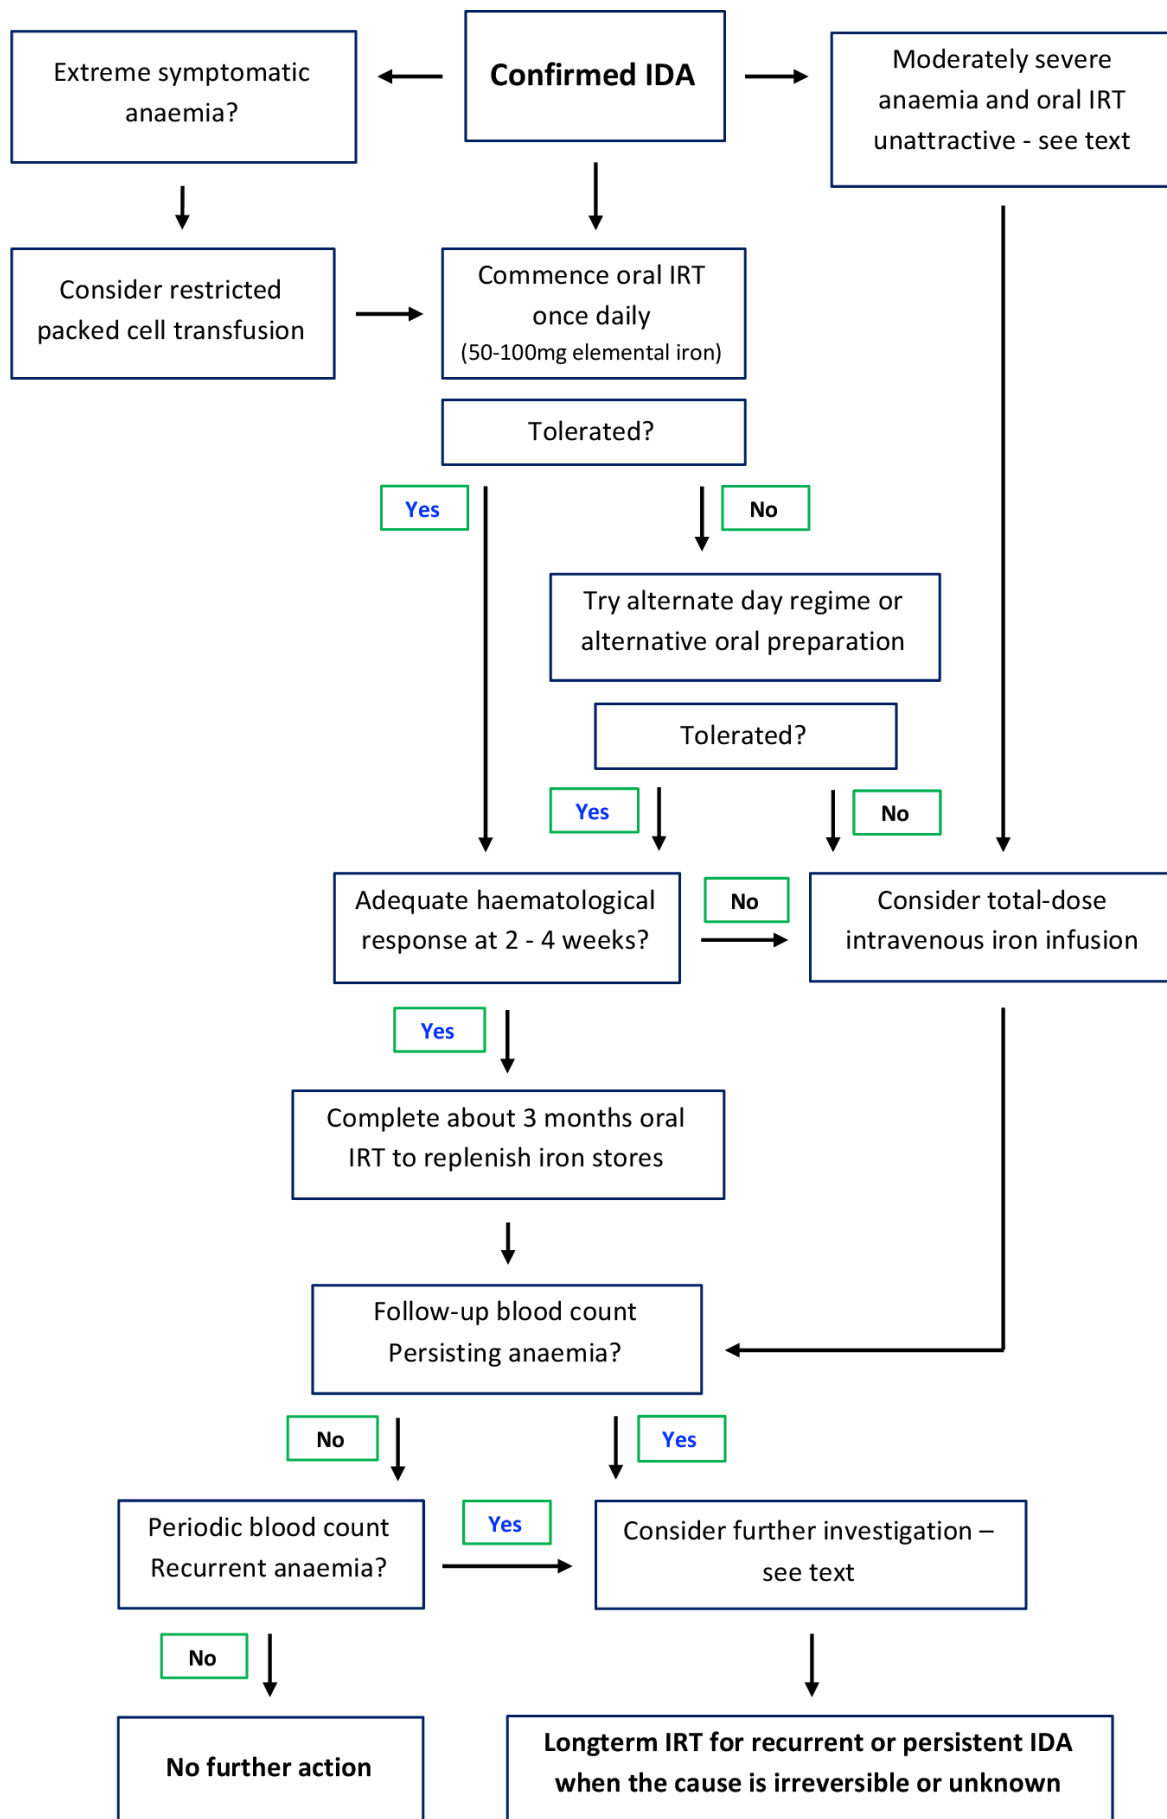 Extreme symptomatic
anaemia?
Confirmed IDA
Moderately severe
anaemia and oral IRT
unattractive - see text
Consider restricted
packed cell transfusion
Commence oral IRT
once daily
(50-100mg elemental iron)
Tolerated?
Yes
No
Try alternate day regime or
alternative oral preparation
Tolerated?
Yes
No
Adequate haematological
response at 2 - 4 weeks?
No
Consider total-dose
intravenous iron infusion
Yes
Complete about 3 months oral
IRT to replenish iron stores
Follow-up blood count
Persisting anaemia?
No
Yes
Periodic blood count
Recurrent anaemia?
Yes
Consider further investigation –
see text
No
No further action
Longterm IRT for recurrent or persistent IDA
when the cause is irreversible or unknown